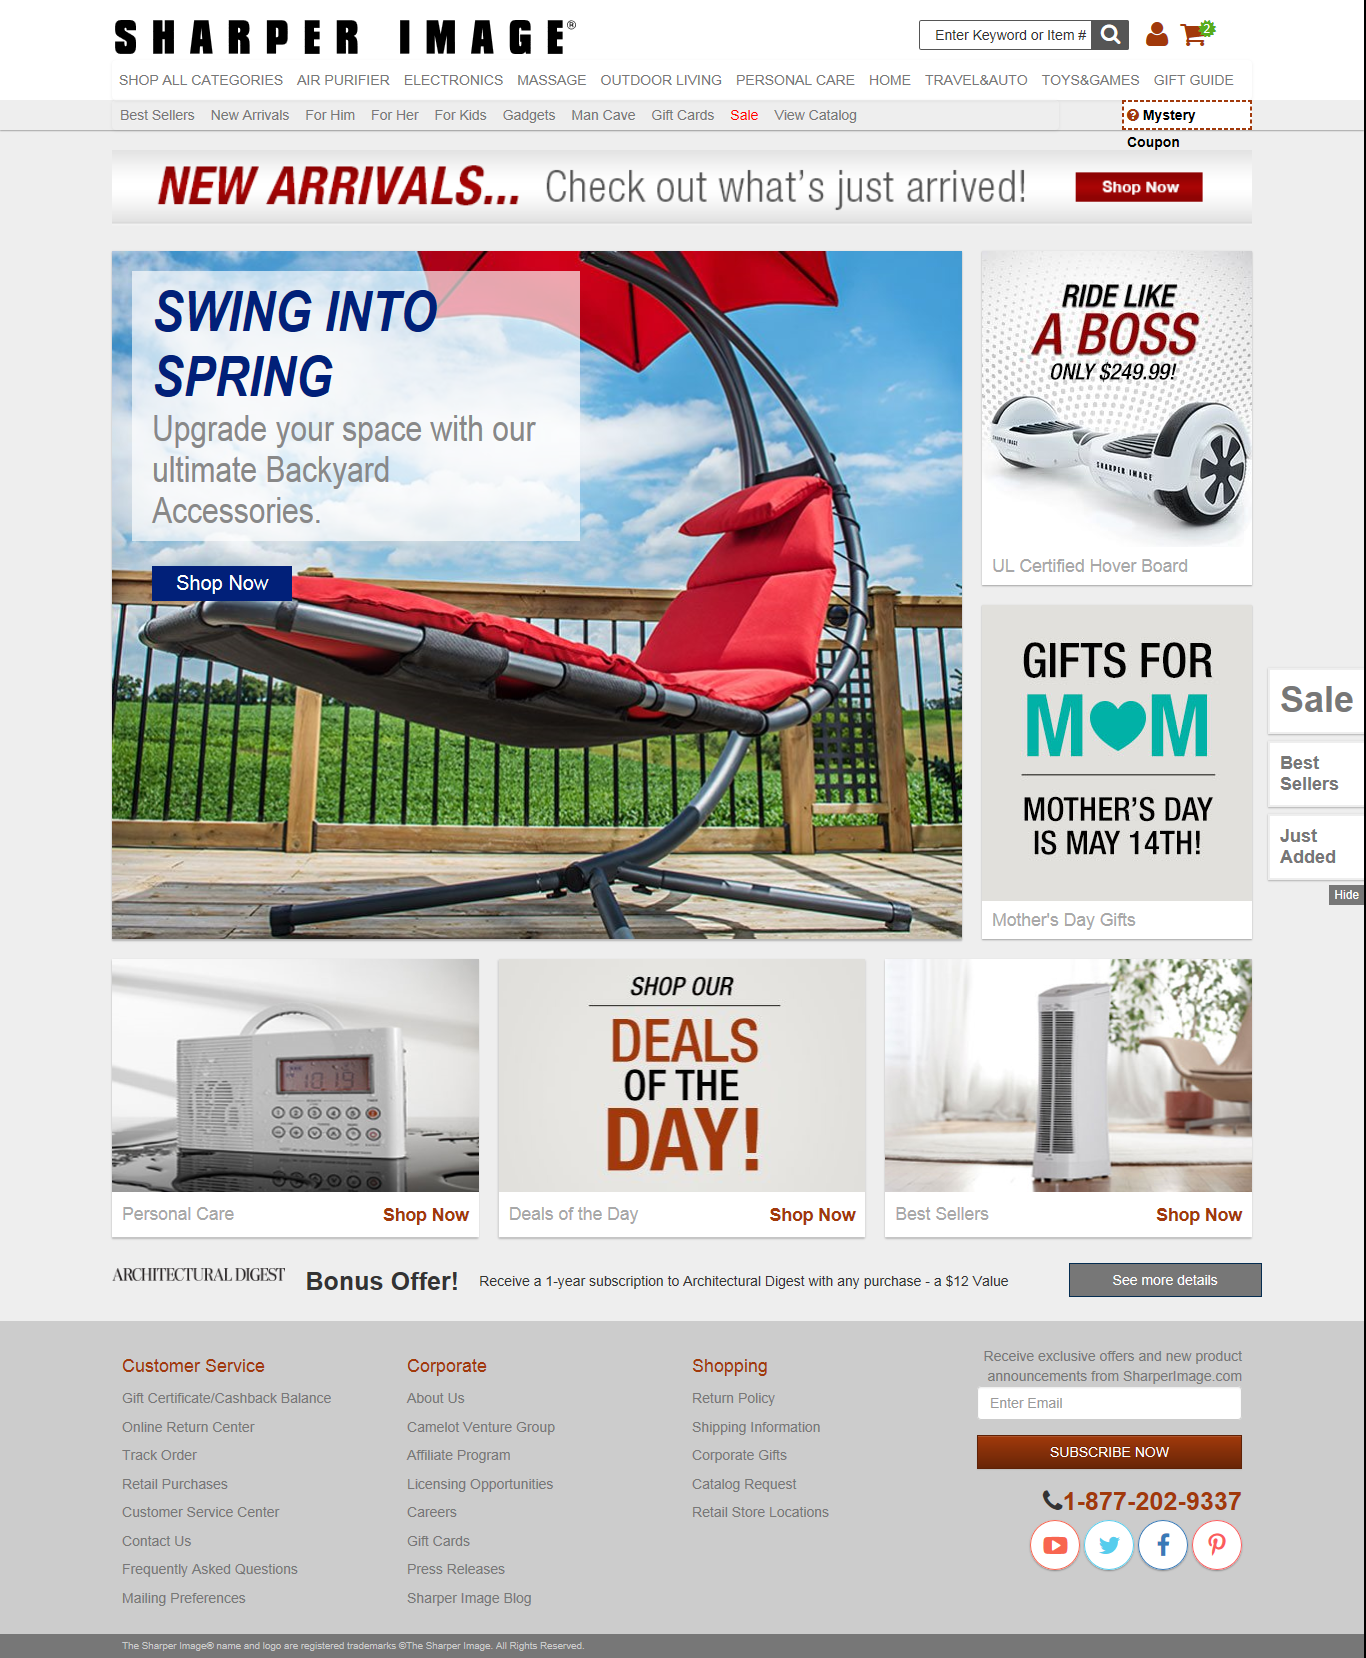 SHARPER IMAGE®
Enter Keyword or Item #
2
SHOP ALL CATEGORIES AIR PURIFIER ELECTRONICS MASSAGE OUTDOOR LIVING PERSONAL CARE HOME TRAVEL&AUTO TOYS&GAMES GIFT GUIDE
Best Sellers New Arrivals For Him For Her For Kids Gadgets Man Cave Gift Cards Sale View Catalog
Mystery
Coupon
NEW ARRIVALS... Check out what's just arrived! Shop Now
SWING INTO
SPRING
Upgrade your space with our
ultimate Backyard
Accessories.
Shop Now
RIDE LIKE
A BOSS
ONLY $249.99!
SHARPER IMAGE
SHARPER IMAGE
UL Certified Hover Board
GIFTS FOR
M M
MOTHER'S DAY
IS MAY 14TH!
Mother's Day Gifts
Sale
Best
Sellers
Just
Added
Hide
10 19
Personal Care Shop Now
SHOP OUR
DEALS
OF THE
DAY!
Deals of the Day Shop Now
Best Sellers Shop Now
ARCHITECTURAL DIGEST Bonus Offer! Receive a 1-year subscription to Architectural Digest with any purchase - a $12 Value See more details
Customer Service
Gift Certificate/Cashback Balance
Online Return Center
Track Order
Retail Purchases
Customer Service Center
Contact Us
Frequently Asked Questions
Mailing Preferences
Corporate
About Us
Camelot Venture Group
Affiliate Program
Licensing Opportunities
Careers
Gift Cards
Press Releases
Sharper Image Blog
Shopping
Return Policy
Shipping Information
Corporate Gifts
Catalog Request
Retail Store Locations
Receive exclusive offers and new product
announcements from SharperImage.com
Enter Email
SUBSCRIBE NOW
1-877-202-9337
The Sharper Image® name and logo are registered trademarks ©The Sharper Image. All Rights Reserved.